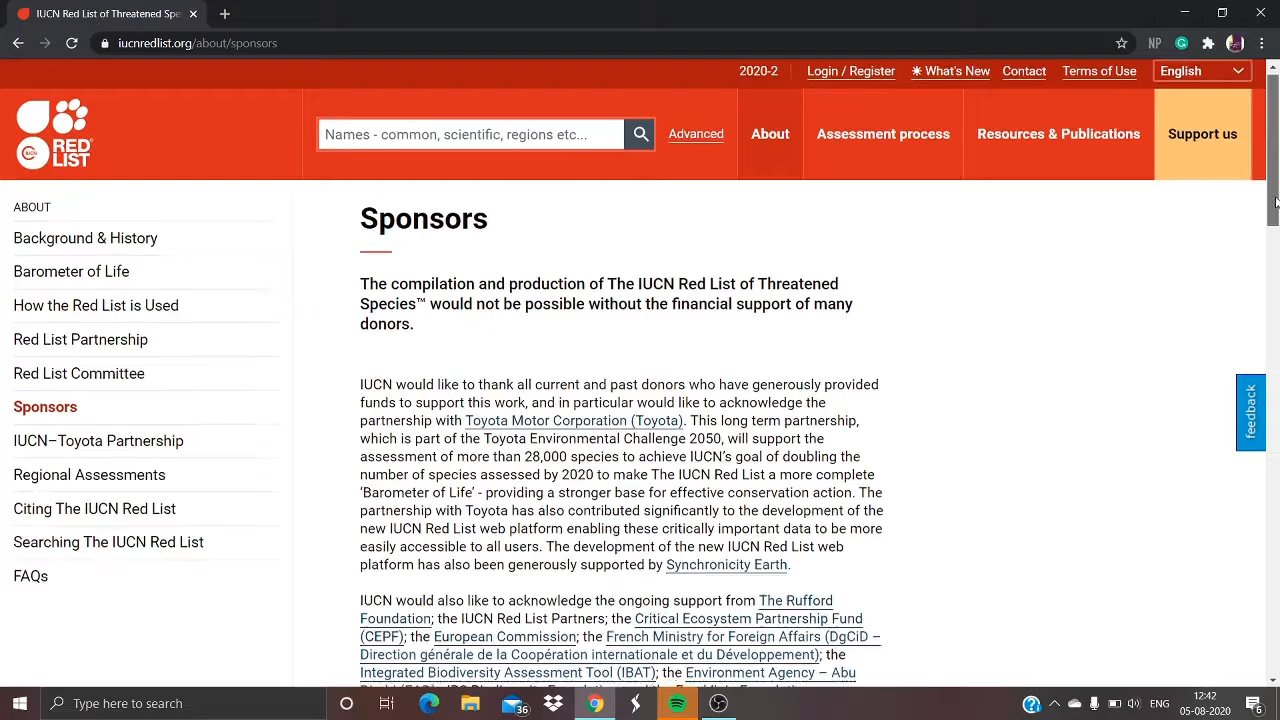 IUCN Red List of Threatened Spe
iucnredlist.org/about/sponsors
NP
2020-2
Login / Register
What's New
Contact
Terms of Use
English
IUCN
RED LIST
Names - common, scientific, regions etc...
Advanced
About
Assessment process
Resources & Publications
Support us
ABOUT
Background & History
Barometer of Life
How the Red List is Used
Red List Partnership
Red List Committee
Sponsors
IUCN–Toyota Partnership
Regional Assessments
Citing The IUCN Red List
Searching The IUCN Red List
FAQs
Sponsors
The compilation and production of The IUCN Red List of Threatened
Species™ would not be possible without the financial support of many
donors.
IUCN would like to thank all current and past donors who have generously provided
funds to support this work, and in particular would like to acknowledge the
partnership with Toyota Motor Corporation (Toyota). This long term partnership,
which is part of the Toyota Environmental Challenge 2050, will support the
assessment of more than 28,000 species to achieve IUCN's goal of doubling the
number of species assessed by 2020 to make The IUCN Red List a more complete
‘Barometer of Life’ - providing a stronger base for effective conservation action. The
partnership with Toyota has also contributed significantly to the development of the
new IUCN Red List web platform enabling these critically important data to be more
easily accessible to all users. The development of the new IUCN Red List web
platform has also been generously supported by Synchronicity Earth.
IUCN would also like to acknowledge the ongoing support from The Rufford
Foundation; the IUCN Red List Partners; the Critical Ecosystem Partnership Fund
(CEPF); the European Commission; the French Ministry for Foreign Affairs (DgCiD –
Direction générale de la Coopération internationale et du Développement); the
Integrated Biodiversity Assessment Tool (IBAT); the Environment Agency – Abu
feedback
Type here to search
36
ENG
12:42
05-08-2020
6